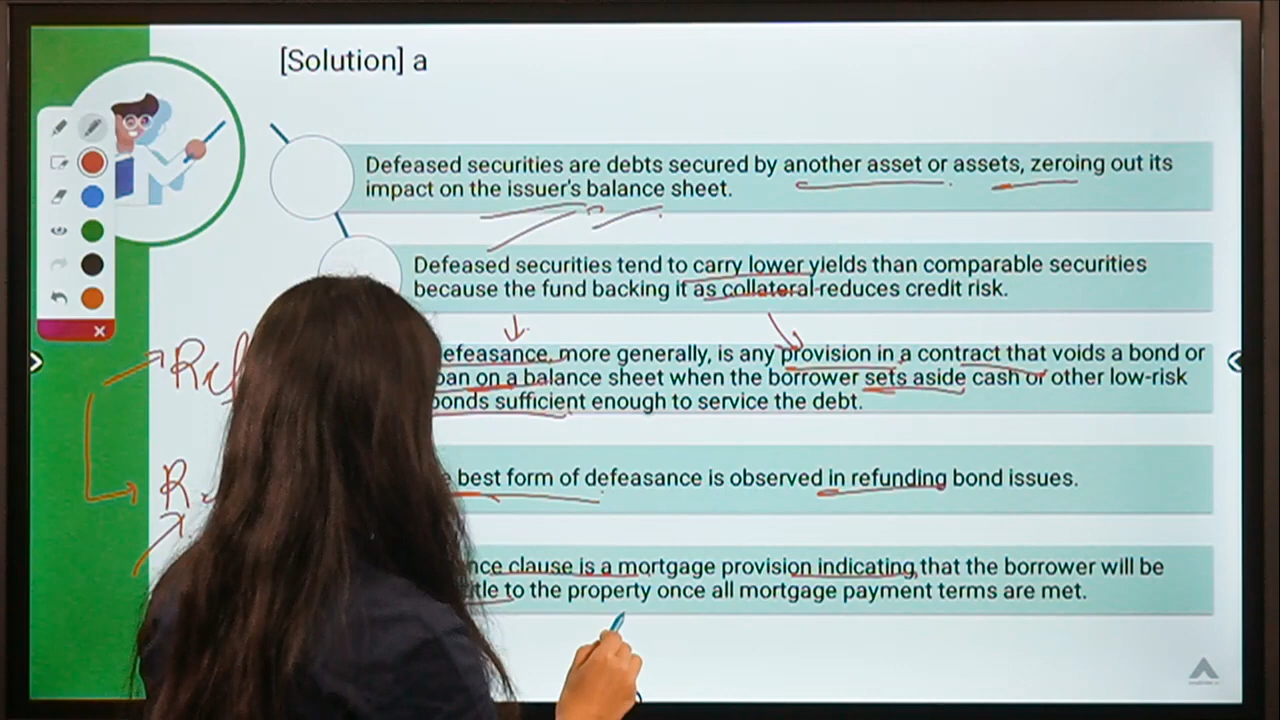 [Solution] a
Defeased securities are debts secured by another asset or assets, zeroing out its
impact on the issuer's balance sheet.
Defeased securities tend to carry lower yields than comparable securities
because the fund backing it as collateral reduces credit risk.
efeasance, more generally, is any provision in a contract that voids a bond or
oan on a balance sheet when the borrower sets aside cash or other low-risk
bonds sufficient enough to service the debt.
Ref
best form of defeasance is observed in refunding bond issues.
R
nce clause is a mortgage provision indicating that the borrower will be
tle to the property once all mortgage payment terms are met.